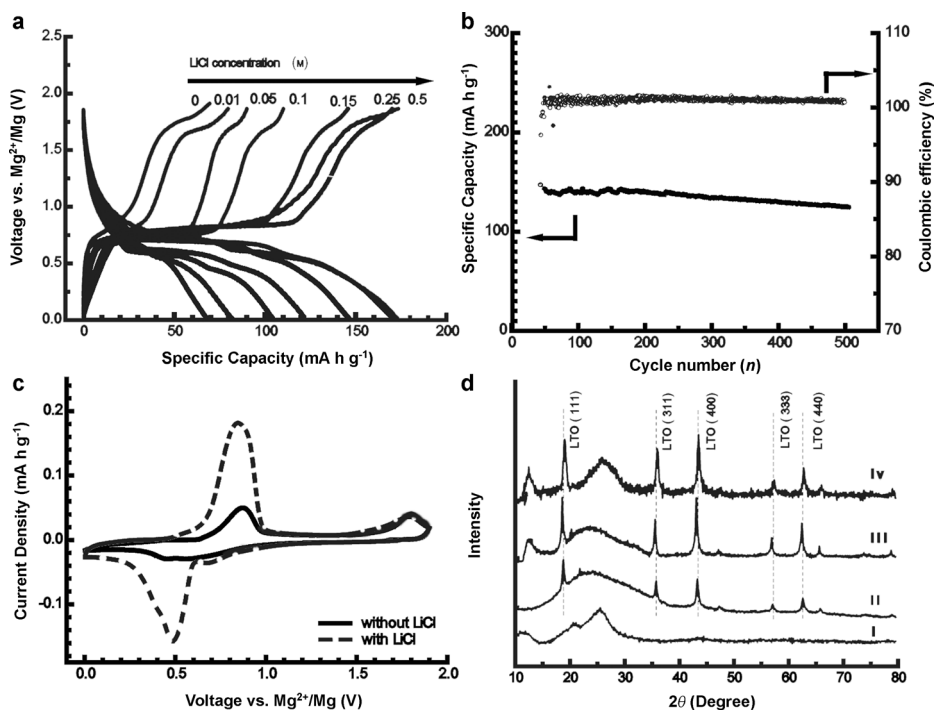 a
2.5
2.0
1.5
1.0
0.5
0.0
Voltage vs. Mg²⁺/Mg (V)
LiCl concentration (M)
0 0.01 0.05 0.1 0.15 0.25 0.5
0 50 100 150 200
Specific Capacity (mA h g⁻¹)
b
300
200
100
0
Specific Capacity (mA h g⁻¹)
110
100
90
80
70
Coulombic efficiency (%)
0 100 200 300 400 500
Cycle number (n)
c
0.2
0.1
0.0
-0.1
Current Density (mA h g⁻¹)
without LiCl
with LiCl
0.0 0.5 1.0 1.5 2.0
Voltage vs. Mg²⁺/Mg (V)
d
LTO (111)
LTO (311)
LTO (400)
LTO (333)
LTO (440)
Iv
III
II
I
Intensity
10 20 30 40 50 60 70 80
2θ (Degree)